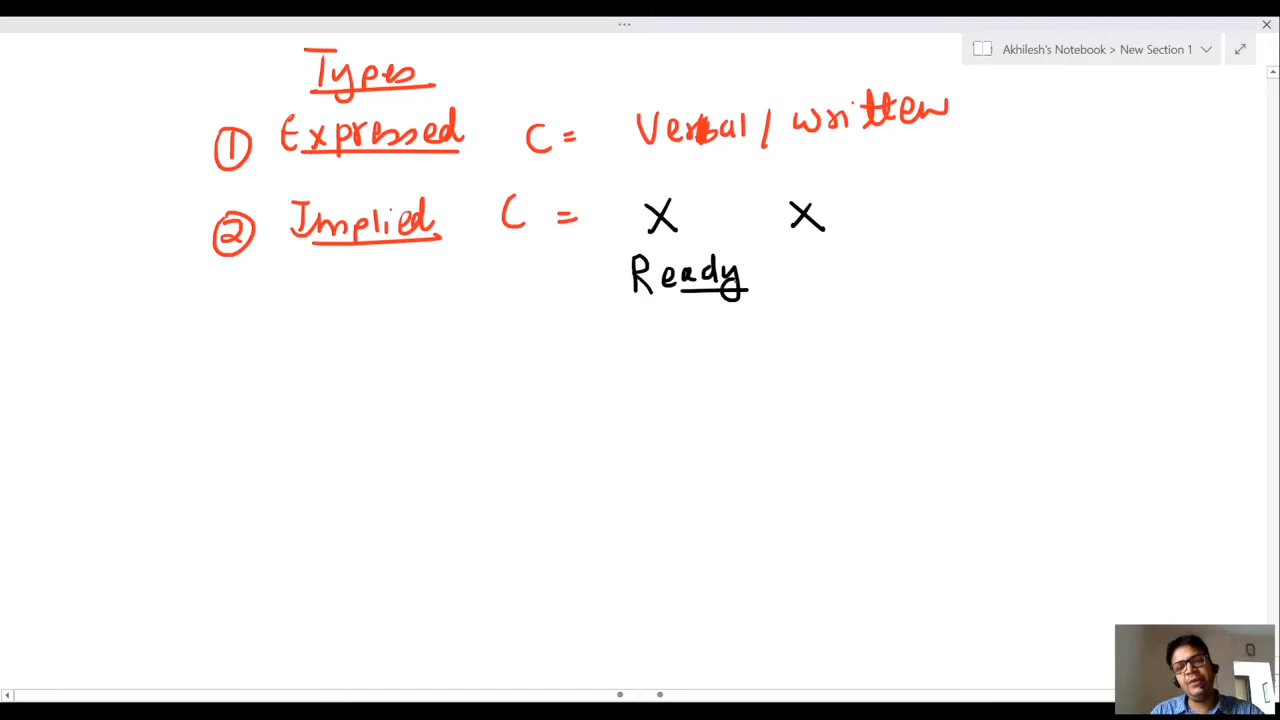 Akhilesh's Notebook > New Section 1
Types
① Expressed C = Verbal / written
② Implied C = X X
Ready